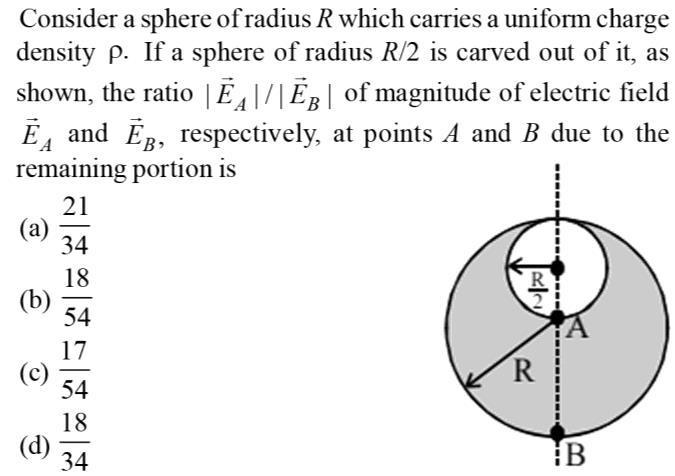 Consider a sphere of radius R which carries a uniform charge
density ρ. If a sphere of radius R/2 is carved out of it, as
shown, the ratio |E⃗_A|/|E⃗_B| of magnitude of electric field
E⃗_A and E⃗_B, respectively, at points A and B due to the
remaining portion is
(a) 21/34
(b) 18/54
(c) 17/54
(d) 18/34
R/2
A
R
B